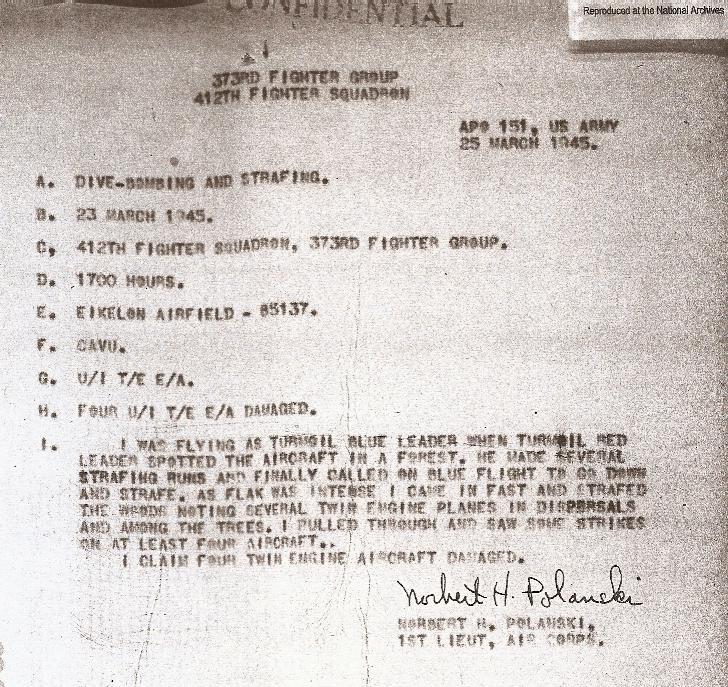 CONFIDENTIAL
Reproduced at the National Archives
373RD FIGHTER GROUP
412TH FIGHTER SQUADRON
APO 151, US ARMY
25 MARCH 1945.
A. DIVE-BOMBING AND STRAFING.
B. 23 MARCH 1945.
C, 412TH FIGHTER SQUADRON, 373RD FIGHTER GROUP.
D. 1700 HOURS.
E. EIKELON AIRFIELD - 85137.
F. CAVU.
G. U/I T/E E/A.
H. FOUR U/I T/E E/A DAMAGED.
I. I WAS FLYING AS TURMOIL BLUE LEADER WHEN TURMOIL RED
LEADER SPOTTED THE AIRCRAFT IN A FOREST. HE MADE SEVERAL
STRAFING RUNS AND FINALLY CALLED ON BLUE FLIGHT TO GO DOWN
AND STRAFE. AS FLAK WAS INTENSE I CAME IN FAST AND STRAFED
THE WOODS NOTING SEVERAL TWIN ENGINE PLANES IN DISPERSALS
AND AMONG THE TREES. I PULLED THROUGH AND SAW SOME STRIKES
ON AT LEAST FOUR AIRCRAFT..
I CLAIM FOUR TWIN ENGINE AIRCRAFT DAMAGED.
Norbert H. Polanski
NORBERT H. POLANSKI,
1ST LIEUT, AIR CORPS.